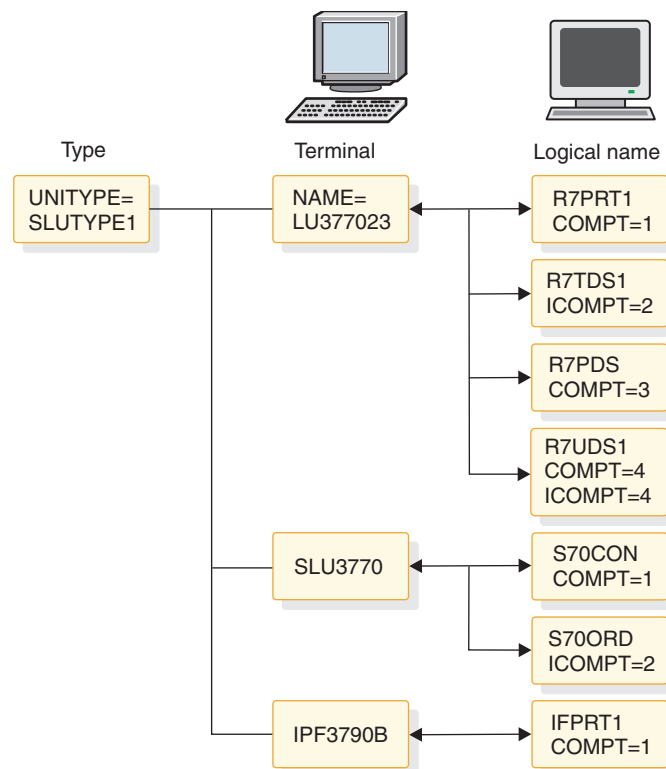 Type
Terminal
Logical name
UNITYPE=
SLUTYPE1
NAME=
LU377023
R7PRT1
COMPT=1
R7TDS1
ICOMPT=2
R7PDS
COMPT=3
R7UDS1
COMPT=4
ICOMPT=4
SLU3770
S70CON
COMPT=1
S70ORD
ICOMPT=2
IPF3790B
IFPRT1
COMPT=1